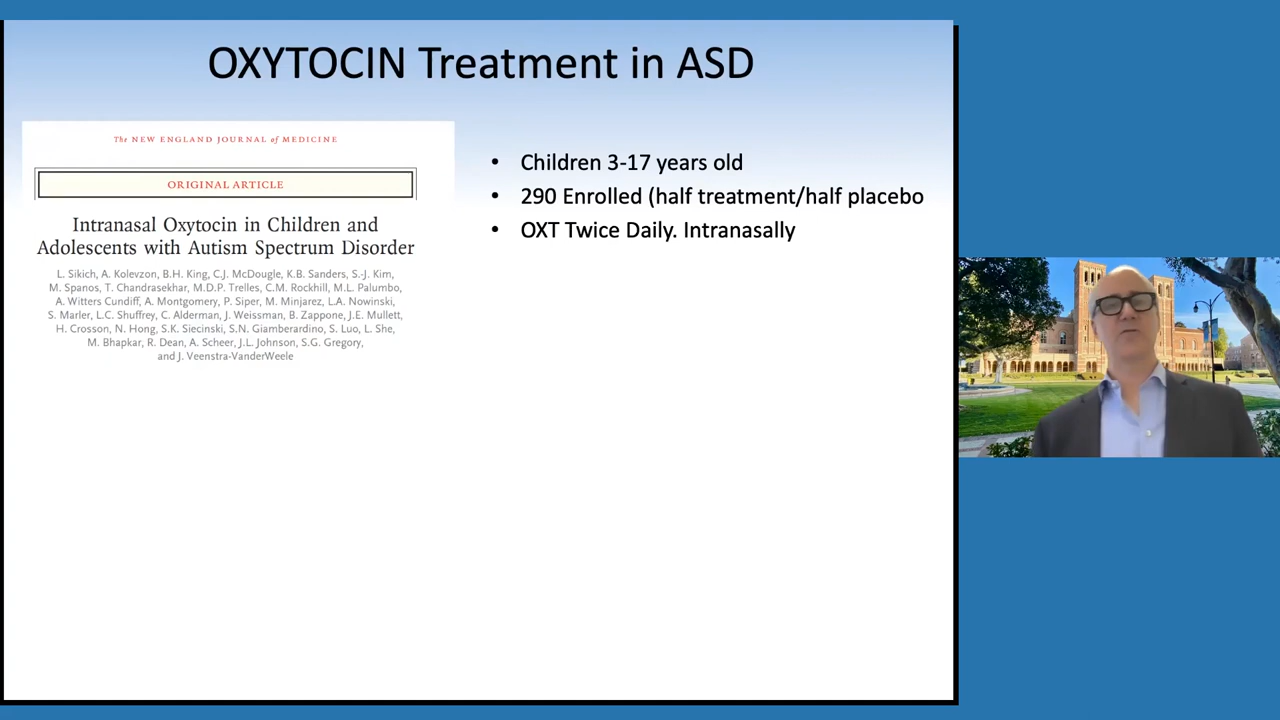 OXYTOCIN Treatment in ASD
The NEW ENGLAND JOURNAL of MEDICINE
ORIGINAL ARTICLE
Intranasal Oxytocin in Children and
Adolescents with Autism Spectrum Disorder
L. Sikich, A. Kolevzon, B.H. King, C.J. McDougle, K.B. Sanders, S.-J. Kim,
M. Spanos, T. Chandrasekhar, M.D.P. Trelles, C.M. Rockhill, M.L. Palumbo,
A. Witters Cundiff, A. Montgomery, P. Siper, M. Minjarez, L.A. Nowinski,
S. Marler, L.C. Shuffrey, C. Alderman, J. Weissman, B. Zappone, J.E. Mullett,
H. Crosson, N. Hong, S.K. Siecinski, S.N. Giamberardino, S. Luo, L. She,
M. Bhapkar, R. Dean, A. Scheer, J.L. Johnson, S.G. Gregory,
and J. Veenstra-VanderWeele
• Children 3-17 years old
• 290 Enrolled (half treatment/half placebo
• OXT Twice Daily. Intranasally